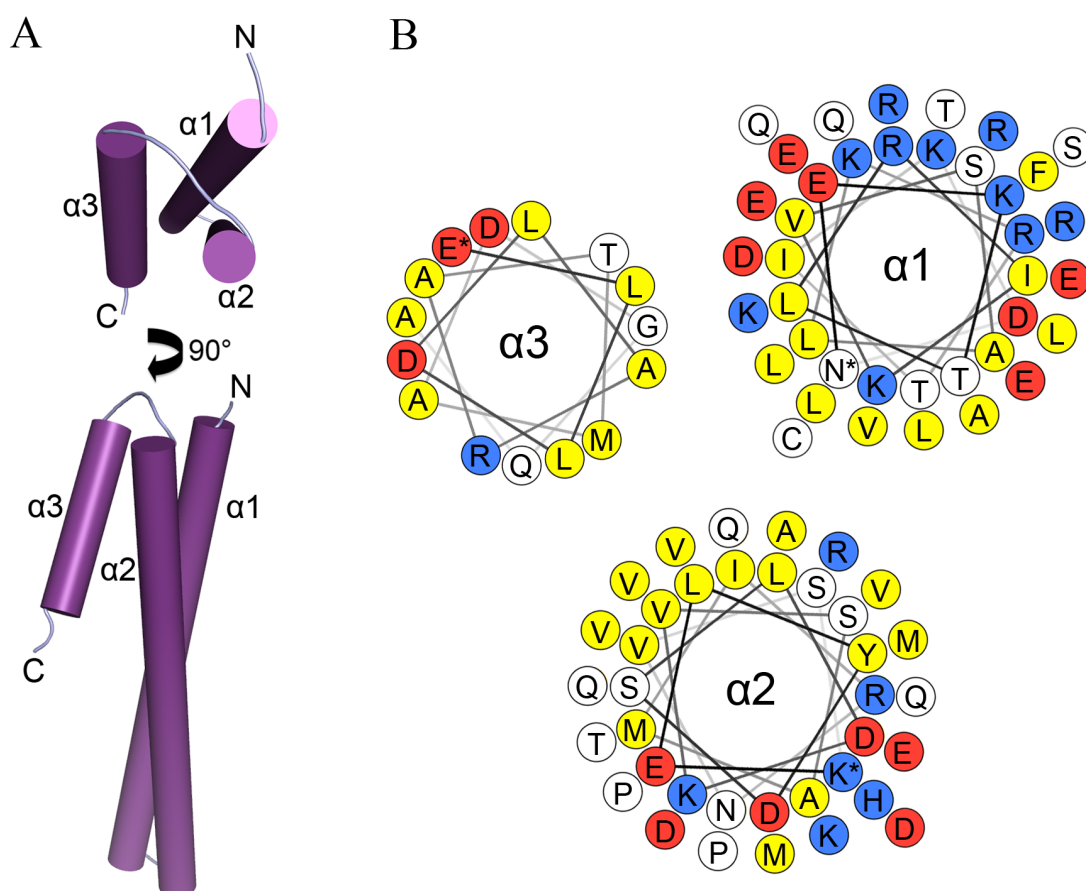 A
B
N
α1
α3
α2
C
90°
N
α3
α1
α2
C
E* D L
A T
A L
D G
A A
R Q L M
α3
Q Q R T R S
E E K R K S F
E V K R R
D I I E
K L D L
L L A E
L N* K T T A
C V L
α1
V Q A R
V L I L S V
V V S M
V Y
Q S R Q
T M D E
P E K* H D
D K N D A K
P M
α2